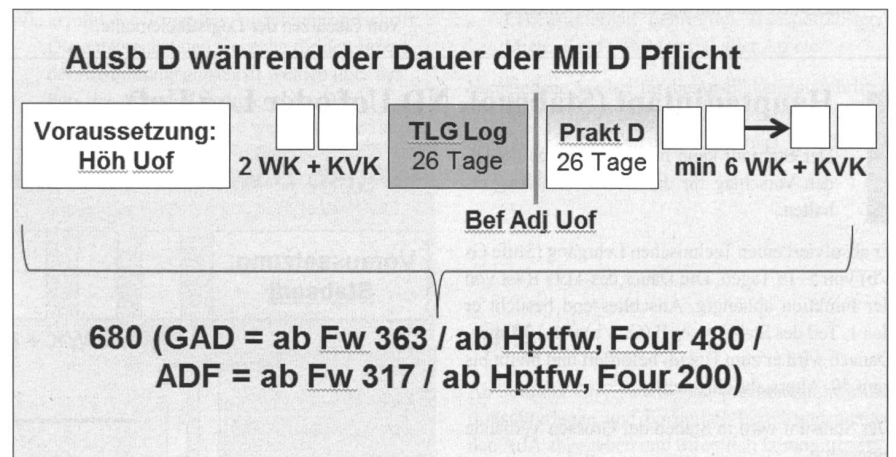 Ausb D während der Dauer der Mil D Pflicht
Voraussetzung:
Höh Uof
2 WK + KVK
TLG Log
26 Tage
Prakt D
26 Tage
min 6 WK + KVK
Bef Adj Uof
680 (GAD = ab Fw 363 / ab Hptfw, Four 480 /
ADF = ab Fw 317 / ab Hptfw, Four 200)